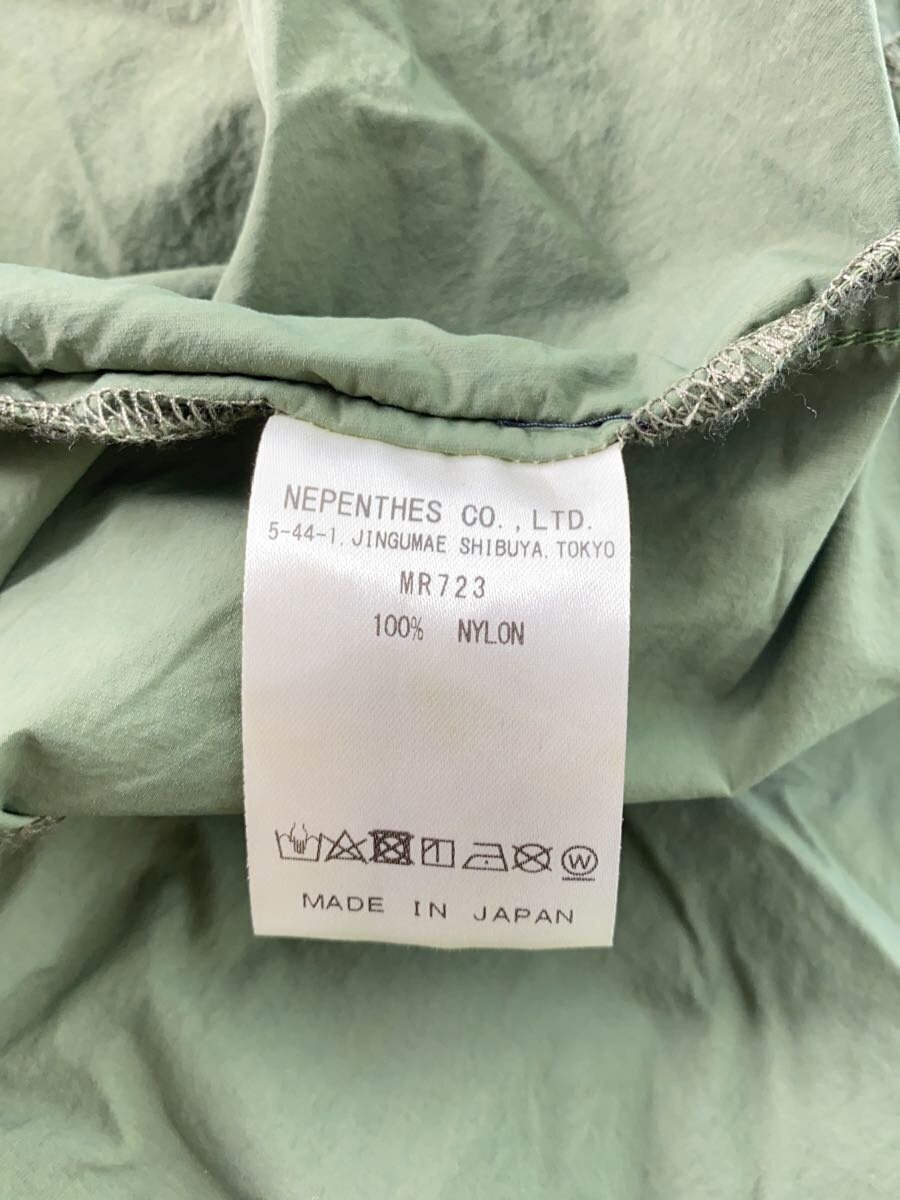 NEPENTHES CO., LTD.
5-44-1, JINGUMAE SHIBUYA, TOKYO
MR723
100% NYLON
W
MADE IN JAPAN